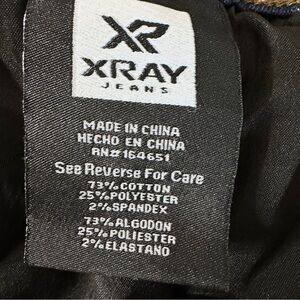 XR
XRAY
JEANS
MADE IN CHINA
HECHO EN CHINA
RN#164651
See Reverse For Care
73%COTTON
25%POLYESTER
2%SPANDEX
73%ALGODON
25%POLIESTER
2%ELASTANO